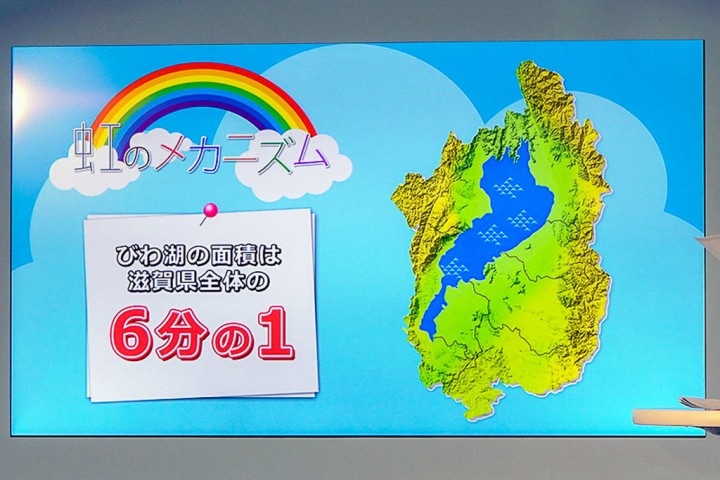 虹のメカニズム
びわ湖の面積は
滋賀県全体の
6分の1